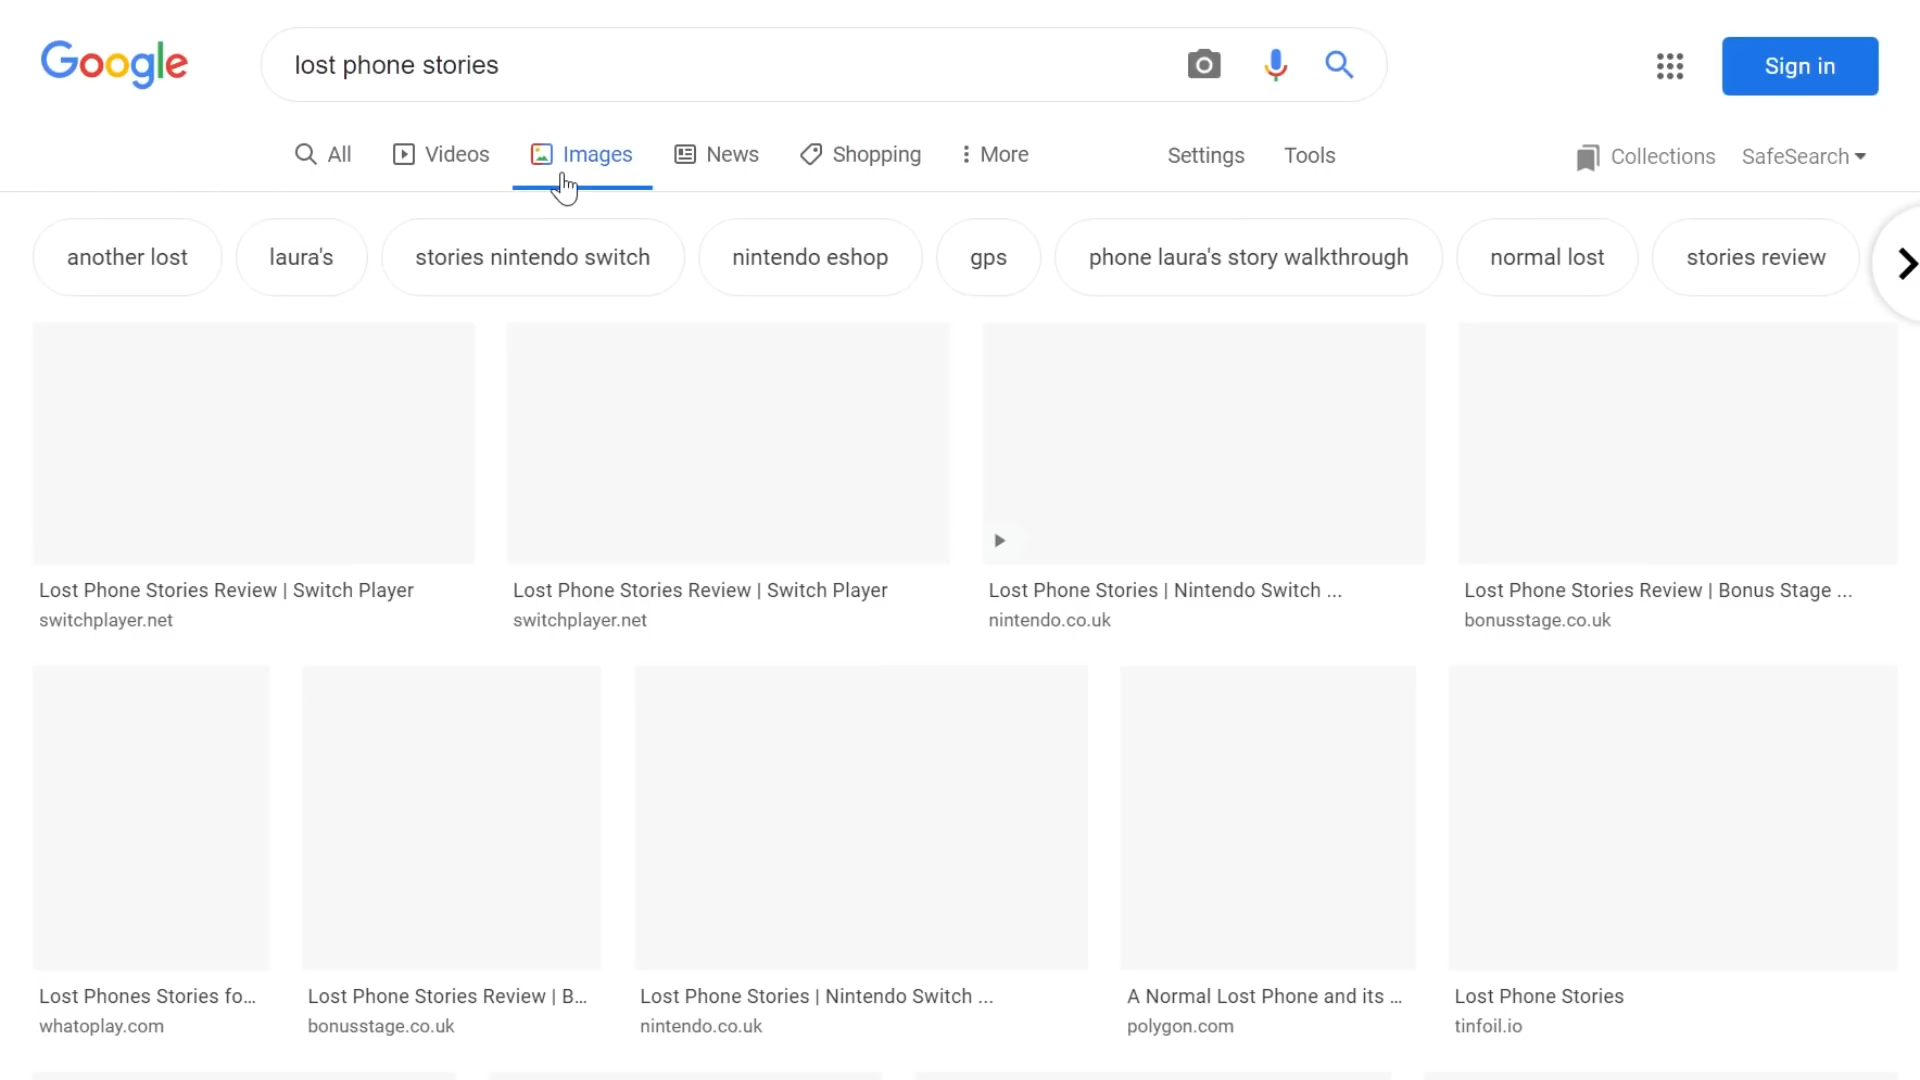 Google
lost phone stories
Sign in
All
Videos
Images
News
Shopping
More
Settings
Tools
Collections
SafeSearch
another lost
laura's
stories nintendo switch
nintendo eshop
gps
phone laura's story walkthrough
normal lost
stories review
Lost Phone Stories Review | Switch Player
switchplayer.net
Lost Phone Stories Review | Switch Player
switchplayer.net
Lost Phone Stories | Nintendo Switch ...
nintendo.co.uk
Lost Phone Stories Review | Bonus Stage ...
bonusstage.co.uk
Lost Phones Stories fo...
whatoplay.com
Lost Phone Stories Review | B...
bonusstage.co.uk
Lost Phone Stories | Nintendo Switch ...
nintendo.co.uk
A Normal Lost Phone and its ...
polygon.com
Lost Phone Stories
tinfoil.io